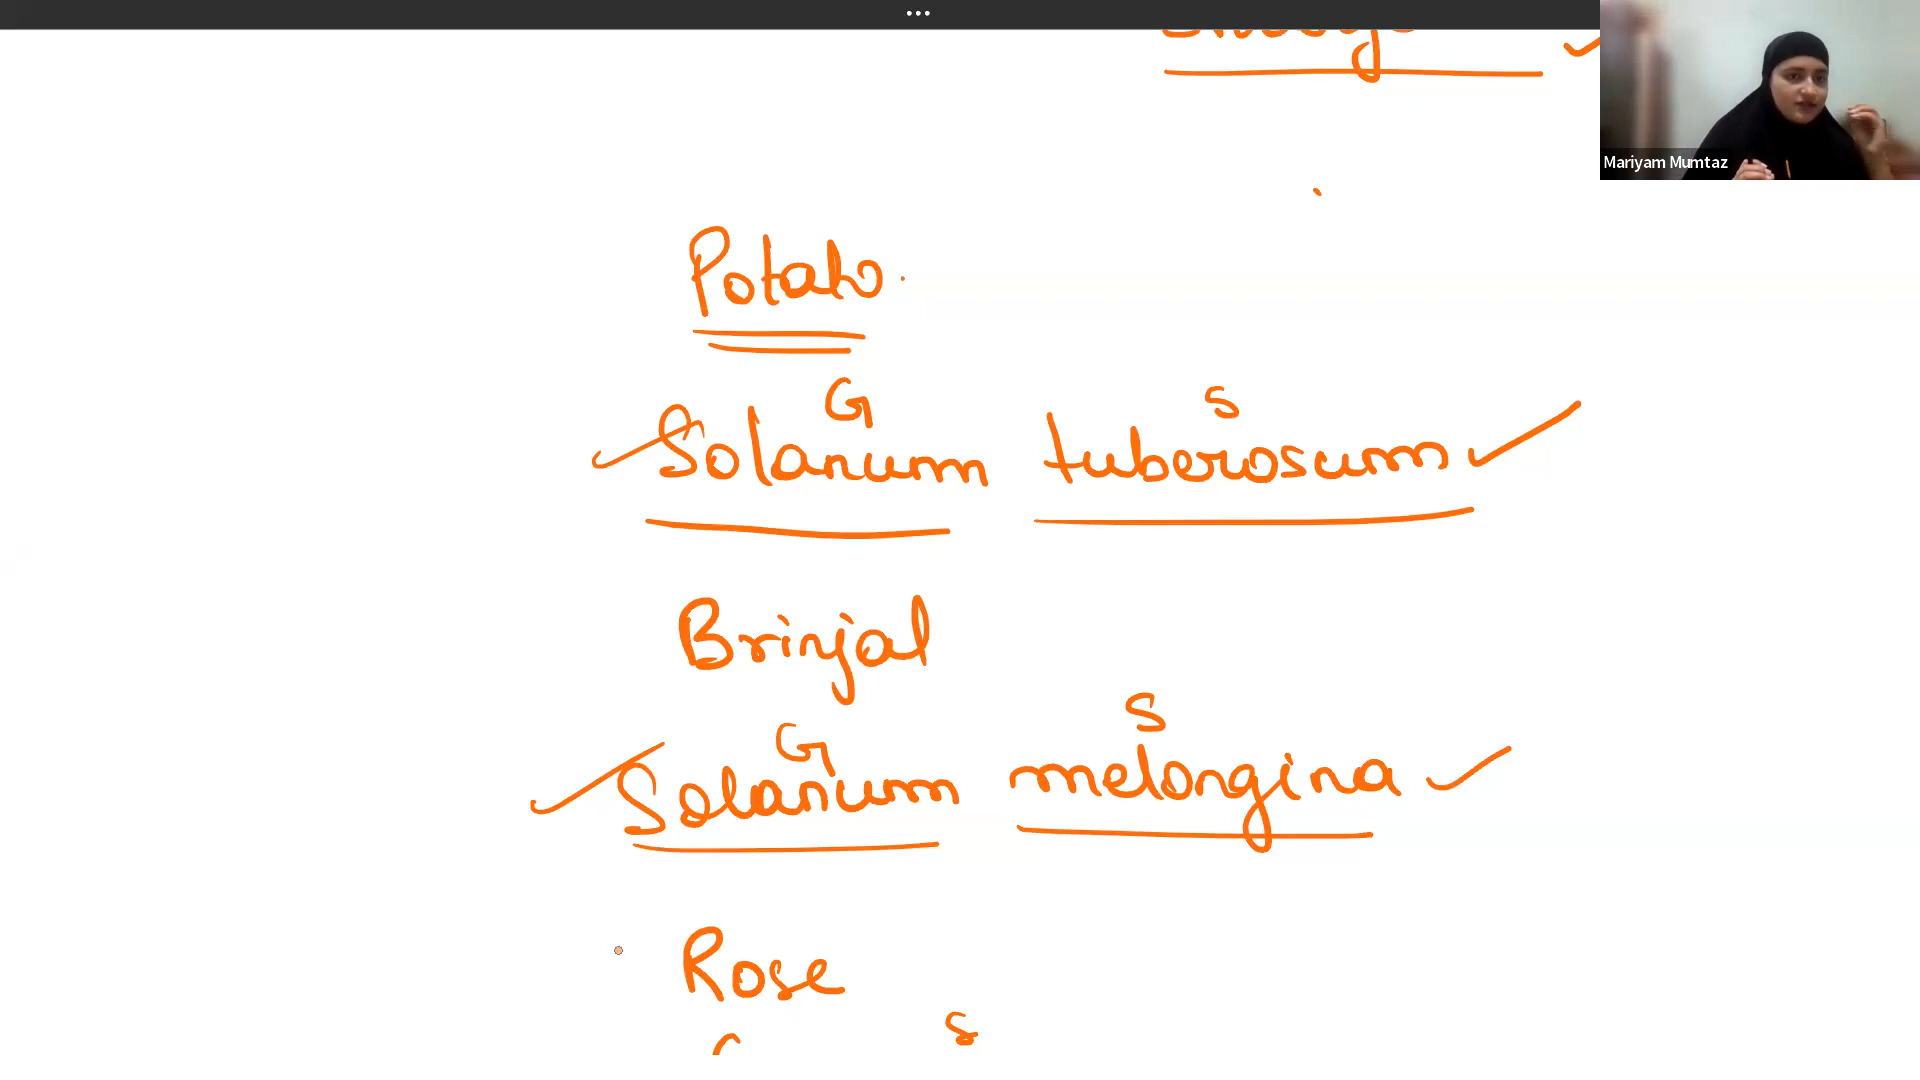 ...
Mariyam Mumtaz
Potato.
G S
Solanum tuberosum
Brinjal
G S
Solanum melongina
Rose
S